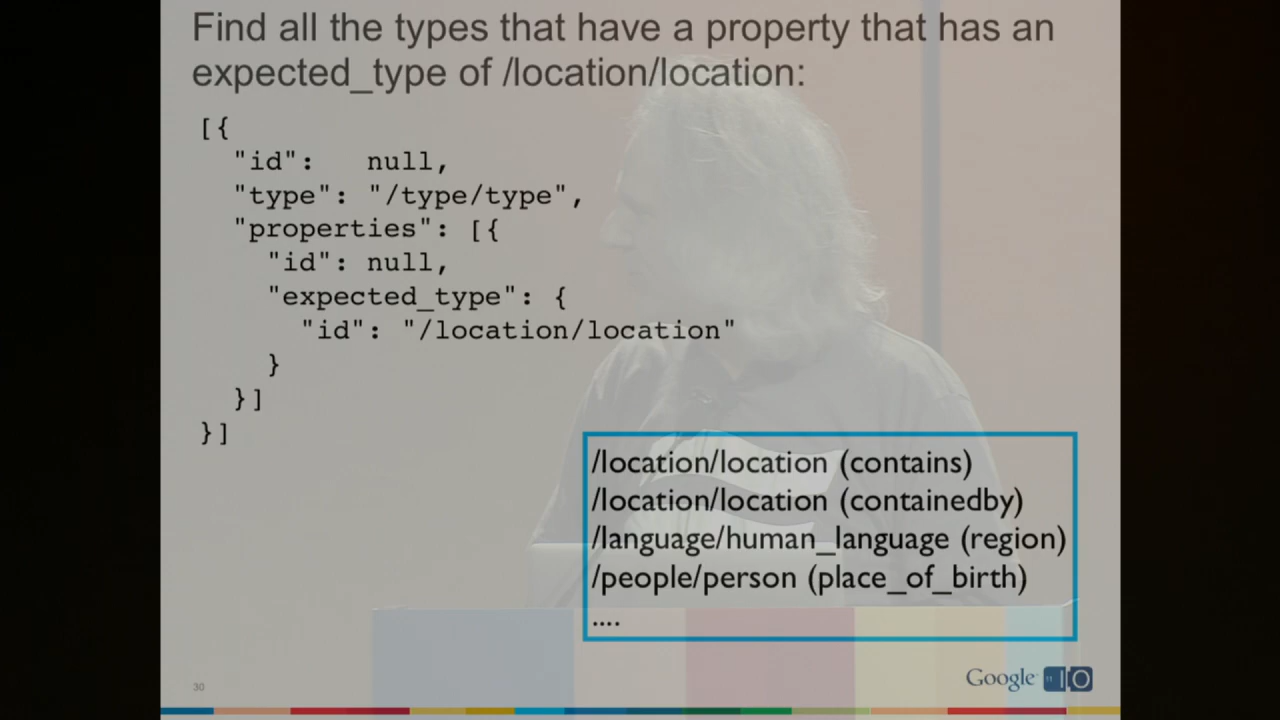 Find all the types that have a property that has an
expected_type of /location/location:
[{
"id":   null,
"type": "/type/type",
"properties": [{
"id": null,
"expected_type": {
"id": "/location/location"
}
}]
}]
/location/location (contains)
/location/location (containedby)
/language/human_language (region)
/people/person (place_of_birth)
....
30
Google IO